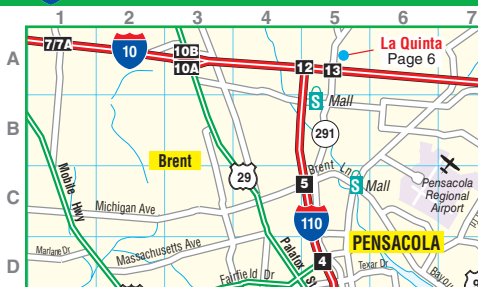 1 2 3 4 5 6 7
A
7/7A
10
10B
10A
12
13
La Quinta
Page 6
S Mall
B
291
Brent
29
Brent Ln
S Mall
5
Pensacola
Regional
Airport
C
Mobile Hwy
Michigan Ave
110
PENSACOLA
Marlane Dr
Massachusetts Ave
Palafox St
D
4
Fairfield Dr
Texar Dr